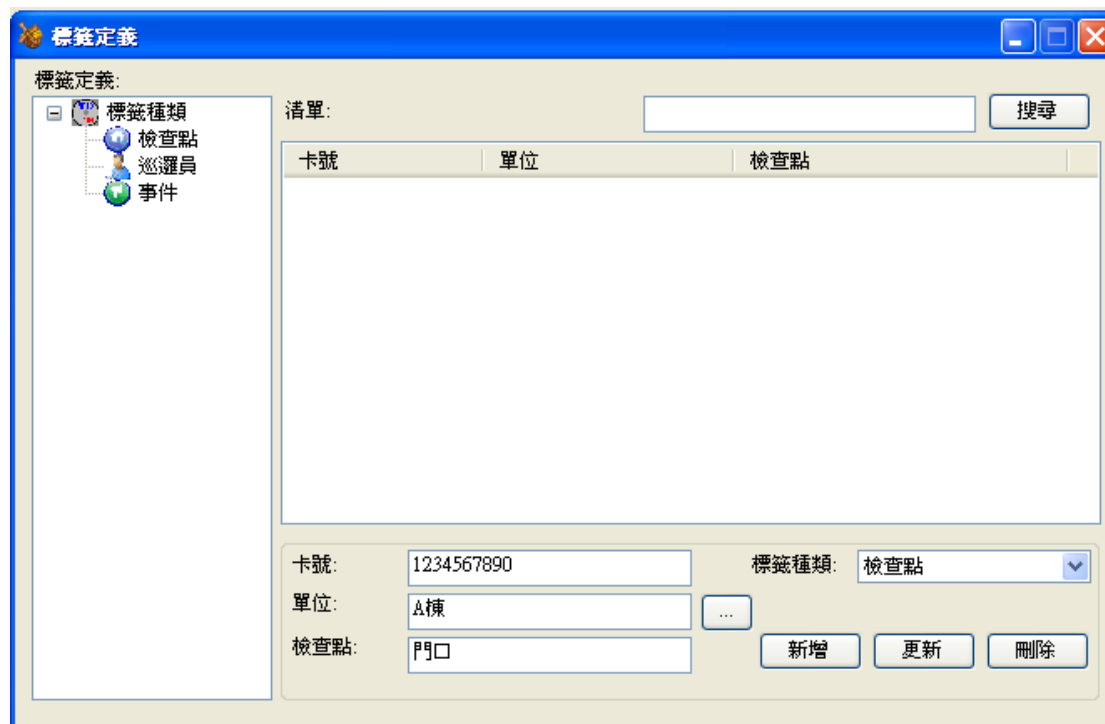 標籤定義
標籤定義:
標籤種類
檢查點
巡邏員
事件
清單:
搜尋
卡號 單位 檢查點
卡號: 1234567890 標籤種類: 檢查點
單位: A棟 ...
檢查點: 門口 新增 更新 刪除